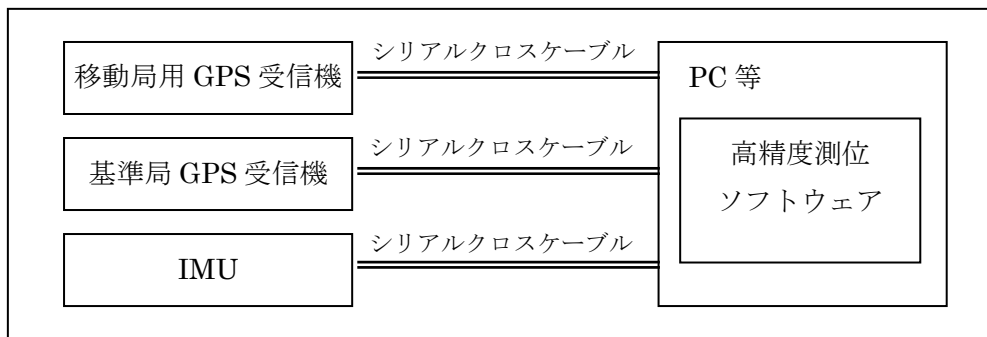 移動局用 GPS 受信機
シリアルクロスケーブル
PC 等
基準局 GPS 受信機
シリアルクロスケーブル
高精度測位
ソフトウェア
IMU
シリアルクロスケーブル